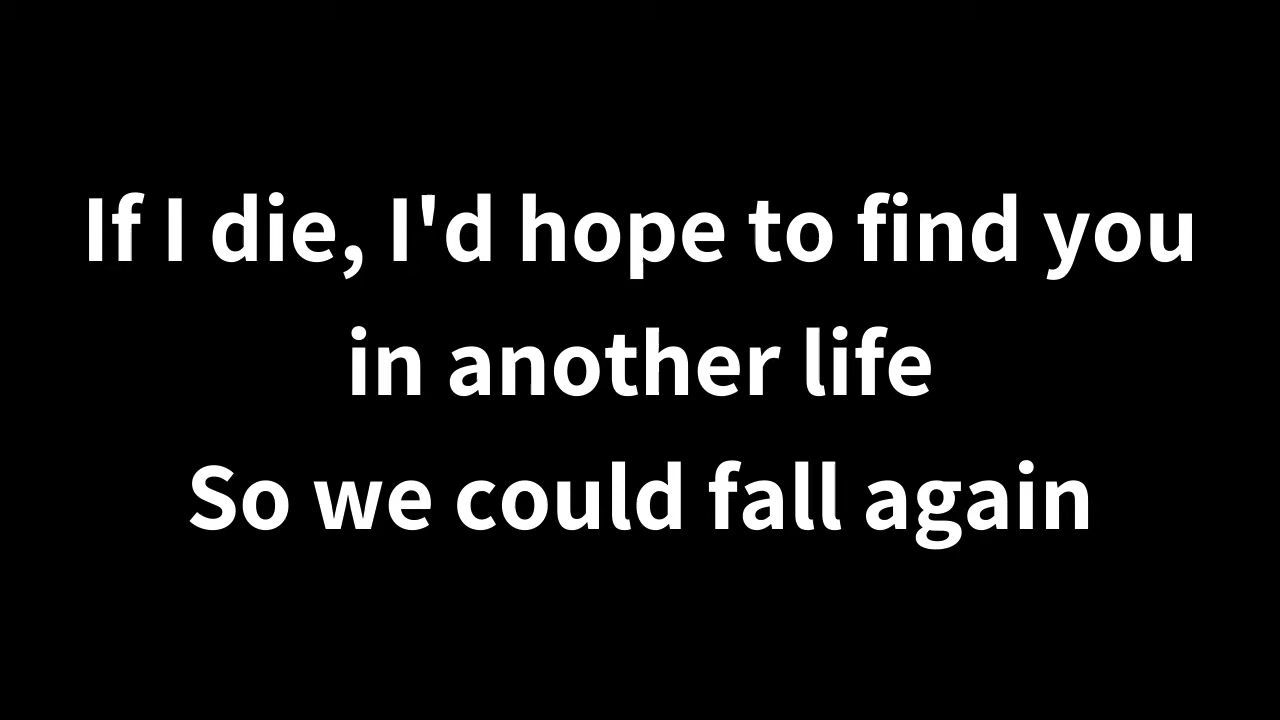 If I die, I'd hope to find you
in another life
So we could fall again